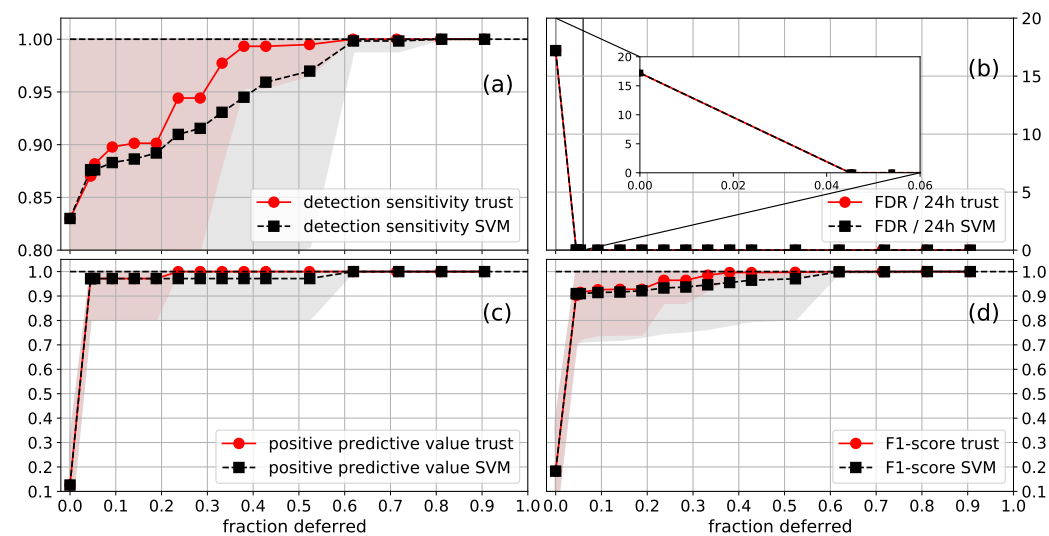 1.00
0.95
0.90
0.85
0.80
(a)
detection sensitivity trust
detection sensitivity SVM
20
15
10
5
0
(b)
20
15
10
5
0
0.00
0.02
0.04
0.06
FDR / 24h trust
FDR / 24h SVM
1.0
0.9
0.8
0.7
0.6
0.5
0.4
0.3
0.2
0.1
(c)
positive predictive value trust
positive predictive value SVM
0.0 0.1 0.2 0.3 0.4 0.5 0.6 0.7 0.8 0.9 1.0
fraction deferred
1.0
0.9
0.8
0.7
0.6
0.5
0.4
0.3
0.2
0.1
(d)
F1-score trust
F1-score SVM
0.0 0.1 0.2 0.3 0.4 0.5 0.6 0.7 0.8 0.9 1.0
fraction deferred